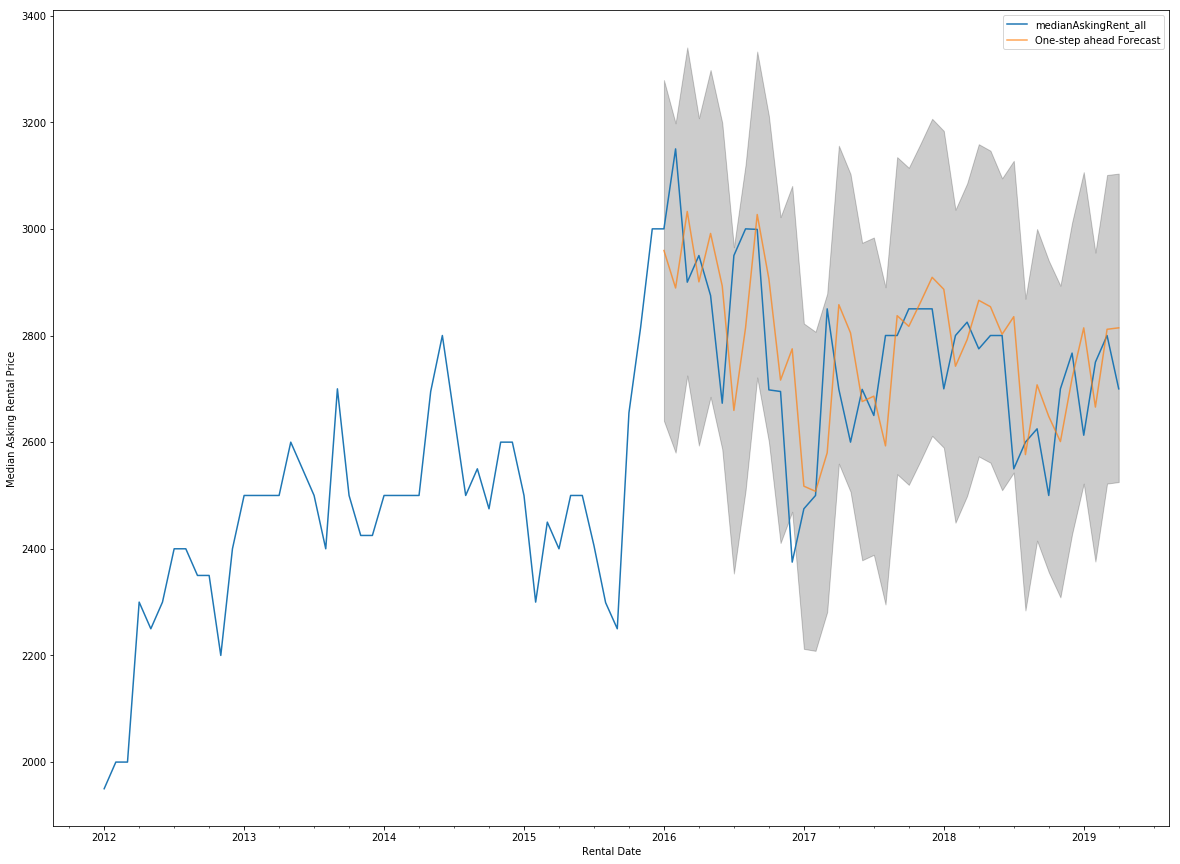 3400
medianAskingRent_all
One-step ahead Forecast
3200
3000
2800
Median Asking Rental Price
2600
2400
2200
2000
2012 2013 2014 2015 2016 2017 2018 2019
Rental Date